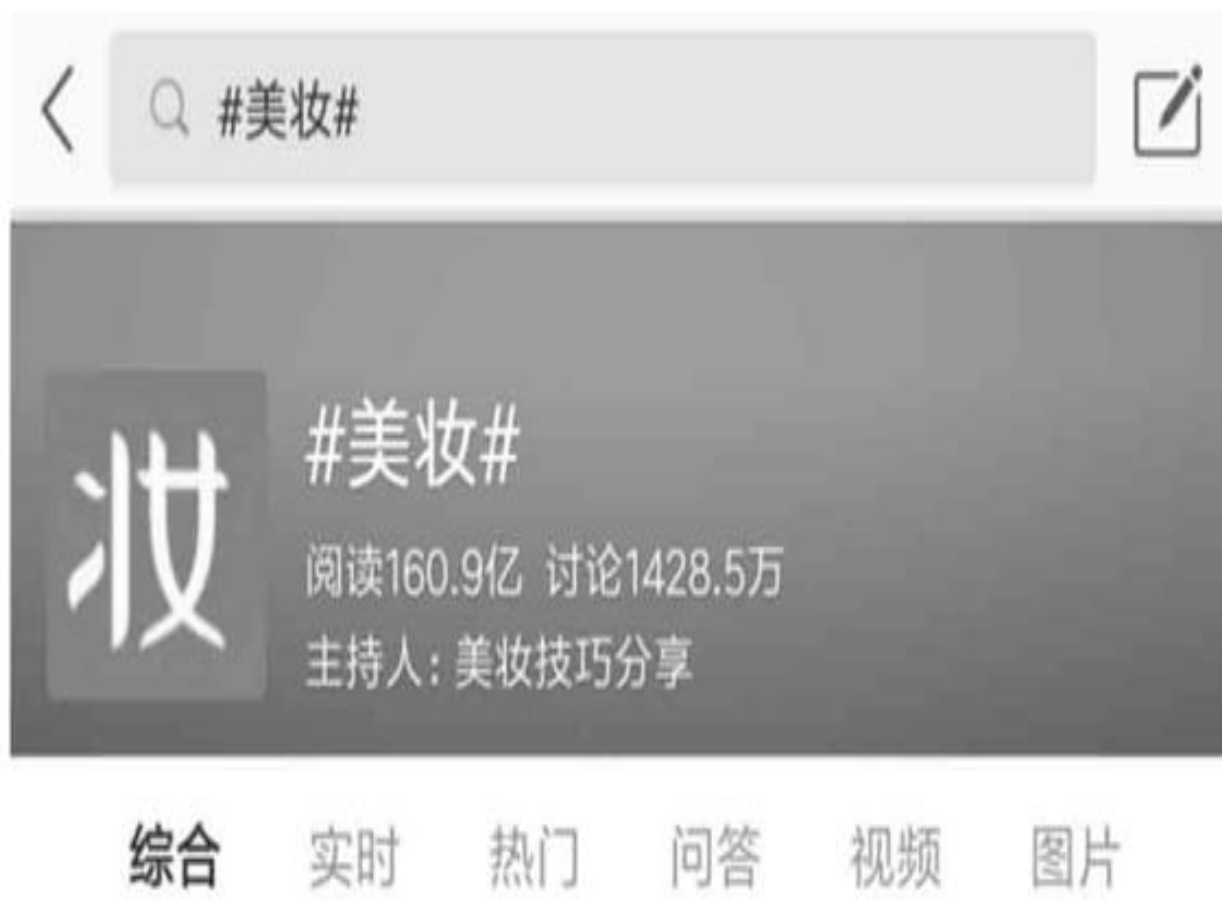 #美妆#
妆
#美妆#
阅读160.9亿 讨论1428.5万
主持人：美妆技巧分享
综合 实时 热门 问答 视频 图片